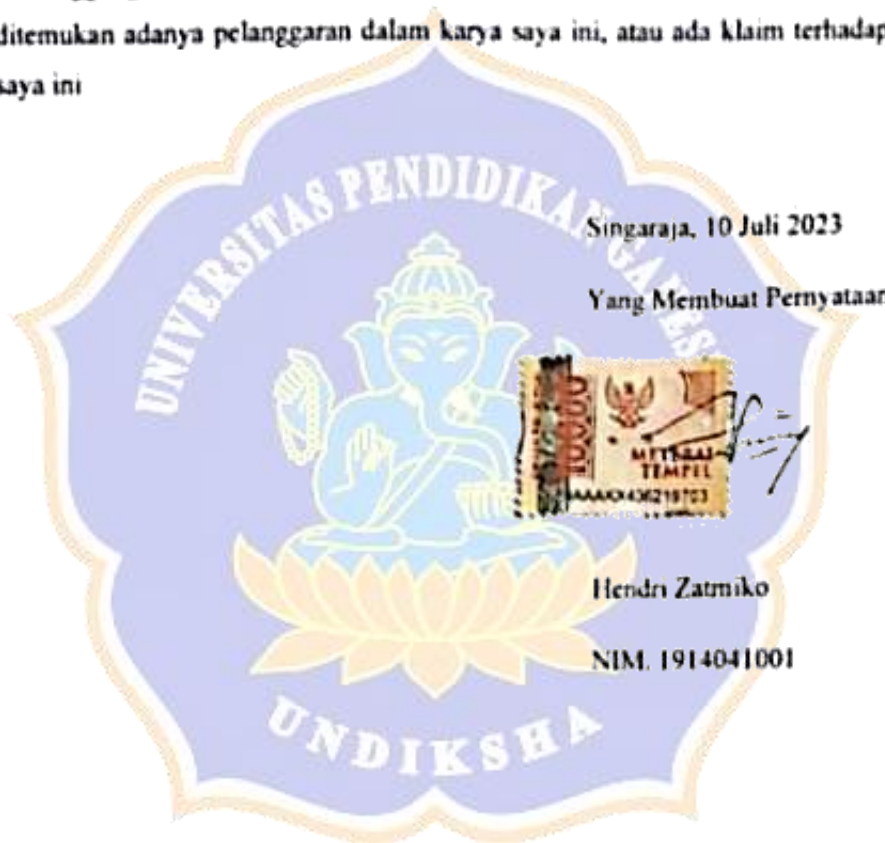 ditemukan adanya pelanggaran dalam karya saya ini, atau ada klaim terhadap
saya ini
UNIVERSITAS PENDIDIKAN GANES
Singaraja, 10 Juli 2023
Yang Membuat Pernyataan
10000
METERAI
TEMPEL
Hendri Zatmiko
NIM. 1914041001
UNDIKSHA